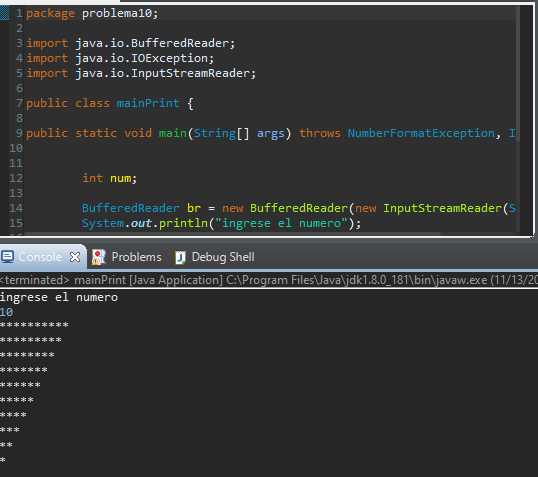 1 package problema10;
2
3 import java.io.BufferedReader;
4 import java.io.IOException;
5 import java.io.InputStreamReader;
6
7 public class mainPrint {
8
9 public static void main(String[] args) throws NumberFormatException, I
10
11
12 int num;
13
14 BufferedReader br = new BufferedReader(new InputStreamReader(S
15 System.out.println("ingrese el numero");
Console Problems Debug Shell
<terminated> mainPrint [Java Application] C:\Program Files\Java\jdk1.8.0_181\bin\javaw.exe (11/13/20
ingrese el numero
10
**********
*********
********
*******
******
*****
****
***
**
*